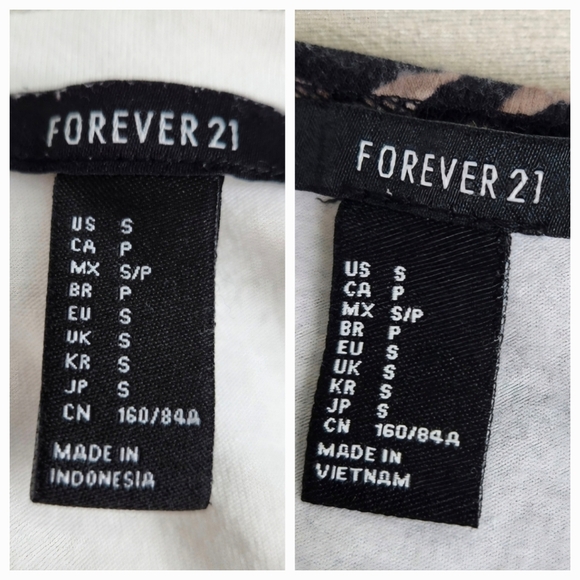 FOREVER 21
US S
CA P
MX S/P
BR P
EU S
UK S
KR S
JP S
CN 160/84A
MADE IN
INDONESIA
FOREVER 21
US S
CA P
MX S/P
BR P
EU S
UK S
KR S
JP S
CN 160/84A
MADE IN
VIETNAM